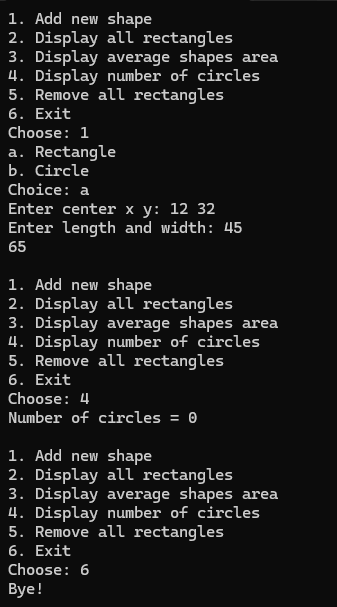 1. Add new shape
2. Display all rectangles
3. Display average shapes area
4. Display number of circles
5. Remove all rectangles
6. Exit
Choose: 1
a. Rectangle
b. Circle
Choice: a
Enter center x y: 12 32
Enter length and width: 45
65

1. Add new shape
2. Display all rectangles
3. Display average shapes area
4. Display number of circles
5. Remove all rectangles
6. Exit
Choose: 4
Number of circles = 0

1. Add new shape
2. Display all rectangles
3. Display average shapes area
4. Display number of circles
5. Remove all rectangles
6. Exit
Choose: 6
Bye!